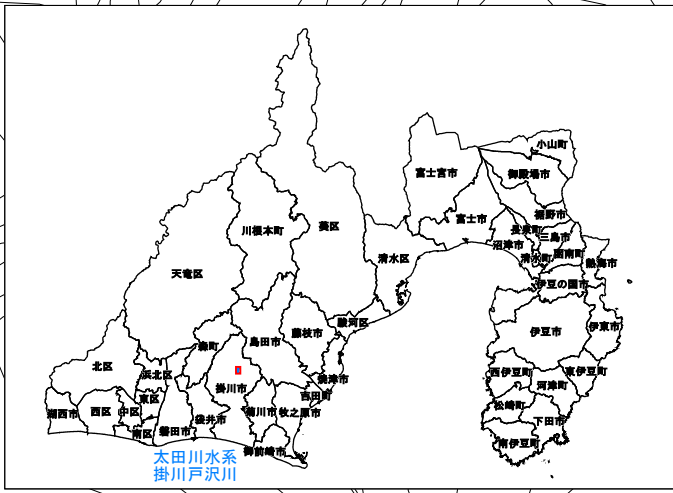 小山町
富士宮市
御殿場市
裾野市
富士市
長泉町
三島市
川根本町
葵区
沼津市
函南町
清水区
清水町
熱海市
天竜区
伊豆の国市
駿河区
伊豆市
伊東市
藤枝市
森町
島田市
北区
浜北区
西伊豆町
東伊豆町
焼津市
掛川市
河津町
吉田町
東区
松崎町
湖西市
西区
中区
菊川市
牧之原市
袋井市
下田市
磐田市
南区
南伊豆町
御前崎市
太田川水系
掛川戸沢川